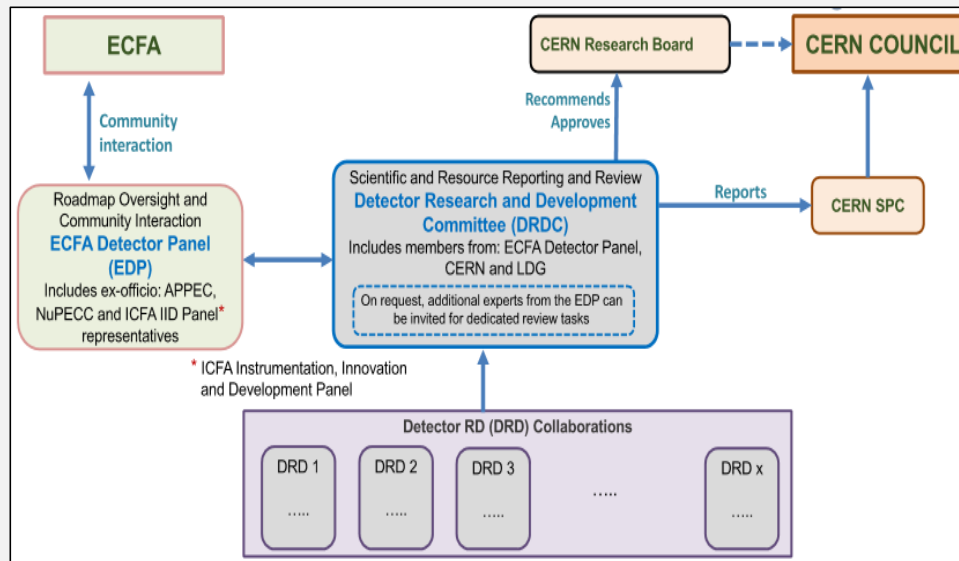 ECFA
CERN Research Board
CERN COUNCIL
Community
interaction
Recommends
Approves
Roadmap Oversight and
Community Interaction
ECFA Detector Panel
(EDP)
Includes ex-officio: APPEC,
NuPECC and ICFA IID Panel*
representatives
Scientific and Resource Reporting and Review
Detector Research and Development
Committee (DRDC)
Includes members from: ECFA Detector Panel,
CERN and LDG
On request, additional experts from the EDP can
be invited for dedicated review tasks
Reports
CERN SPC
* ICFA Instrumentation, Innovation
and Development Panel
Detector RD (DRD) Collaborations
DRD 1
.....
DRD 2
.....
DRD 3
.....
.....
DRD x
.....